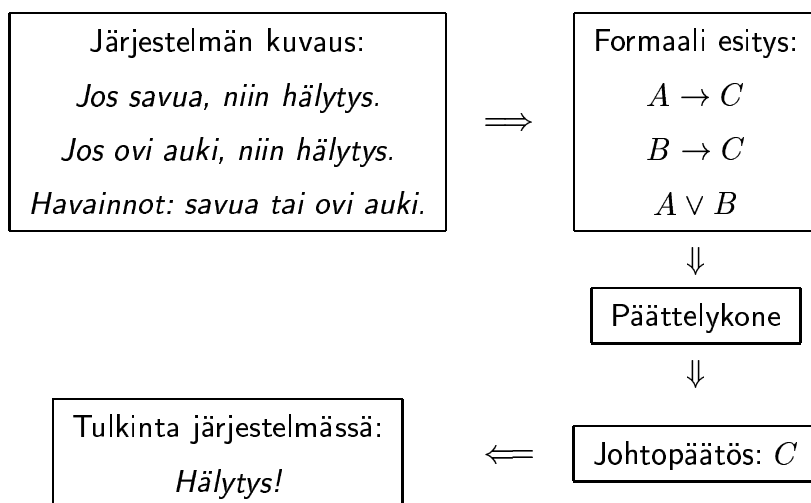 Järjestelmän kuvaus:
Jos savua, niin hälytys.
Jos ovi auki, niin hälytys.
Havainnot: savua tai ovi auki.
⟹
Formaali esitys:
A → C
B → C
A ∨ B
⇓
Päättelykone
⇓
Johtopäätös: C
⟸
Tulkinta järjestelmässä:
Hälytys!